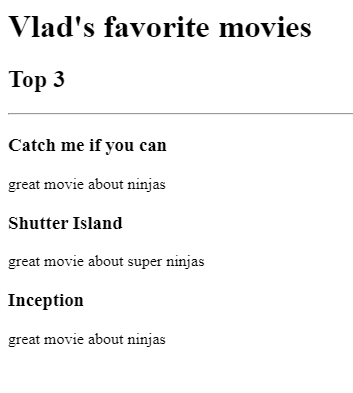 Vlad's favorite movies
Top 3
Catch me if you can
great movie about ninjas
Shutter Island
great movie about super ninjas
Inception
great movie about ninjas